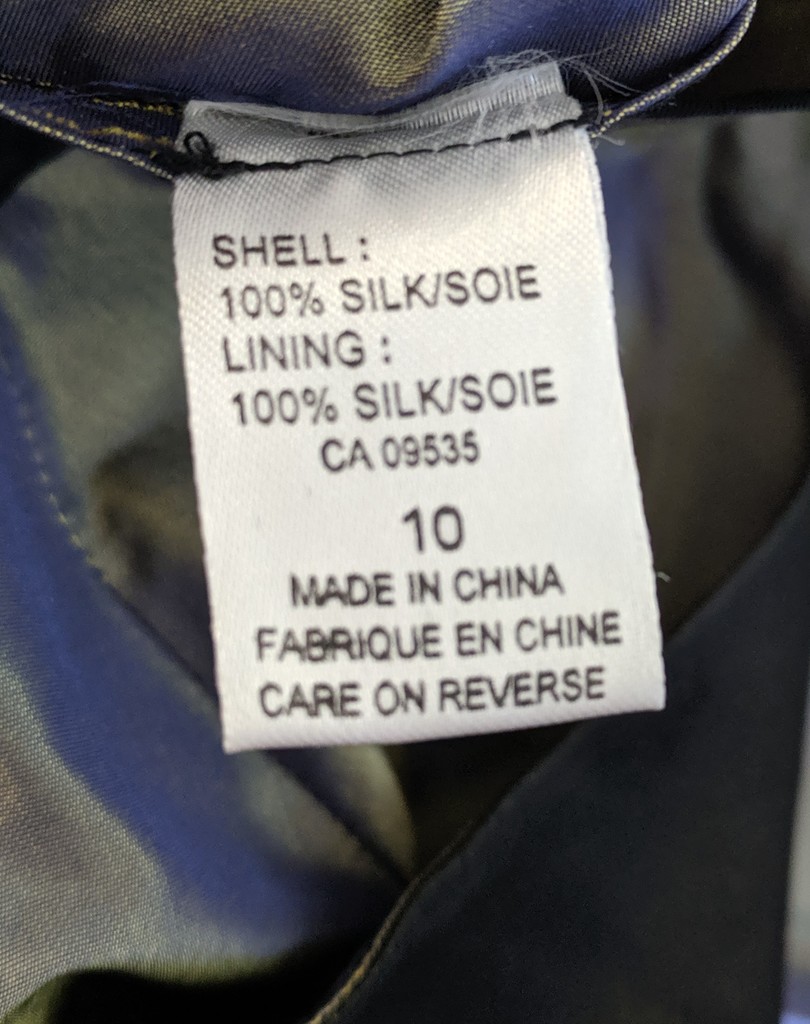 SHELL :
100% SILK/SOIE
LINING :
100% SILK/SOIE
CA 09535
10
MADE IN CHINA
FABRIQUE EN CHINE
CARE ON REVERSE